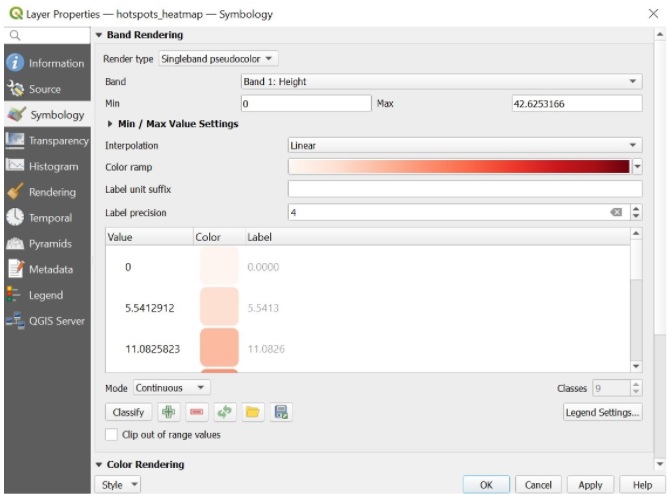 Layer Properties — hotspots_heatmap — Symbology
Information
Source
Symbology
Transparency
Histogram
Rendering
Temporal
Pyramids
Metadata
Legend
QGIS Server
Band Rendering
Render type Singleband pseudocolor
Band Band 1: Height
Min 0 Max 42.6253166
Min / Max Value Settings
Interpolation Linear
Color ramp
Label unit suffix
Label precision 4
Value Color Label
0 0.0000
5.5412912 5.5413
11.0825823 11.0826
Mode Continuous Classes 9
Classify Legend Settings...
Clip out of range values
Color Rendering
Style OK Cancel Apply Help